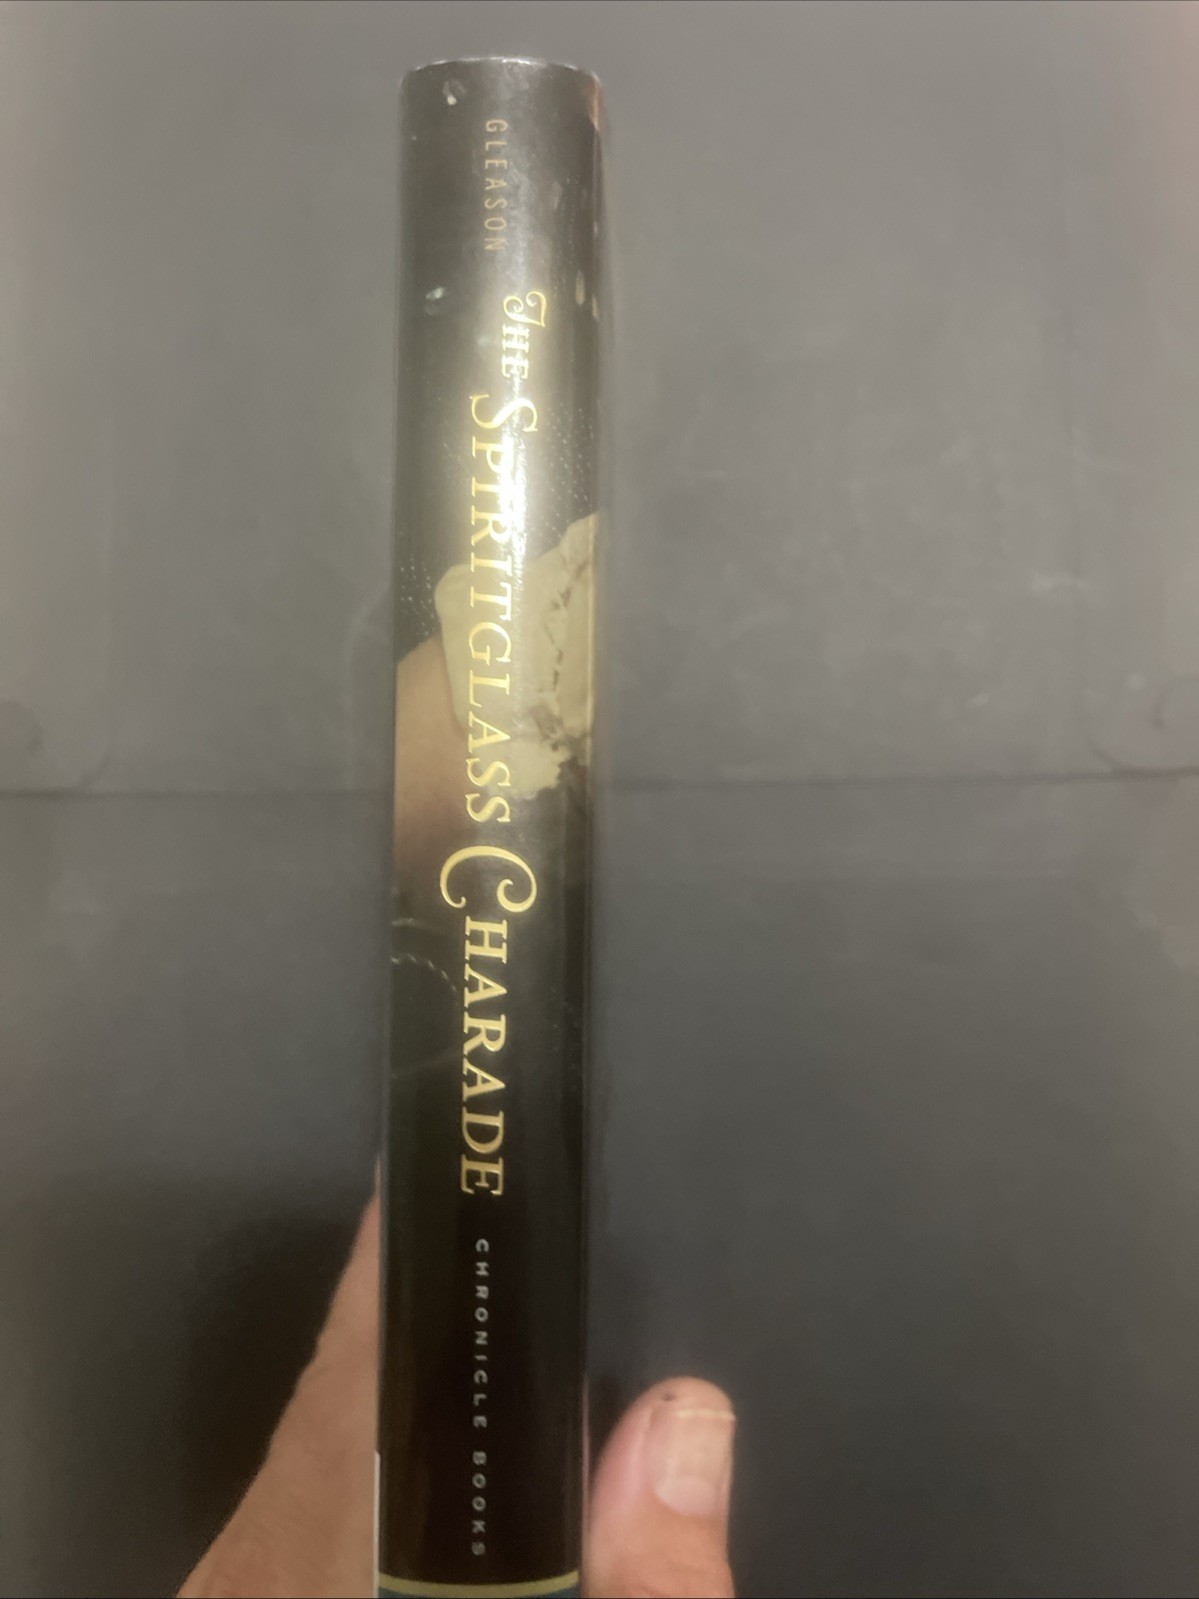 GLEASON
THE SPIRITGLASS CHARADE
CHRONICLE BOOKS